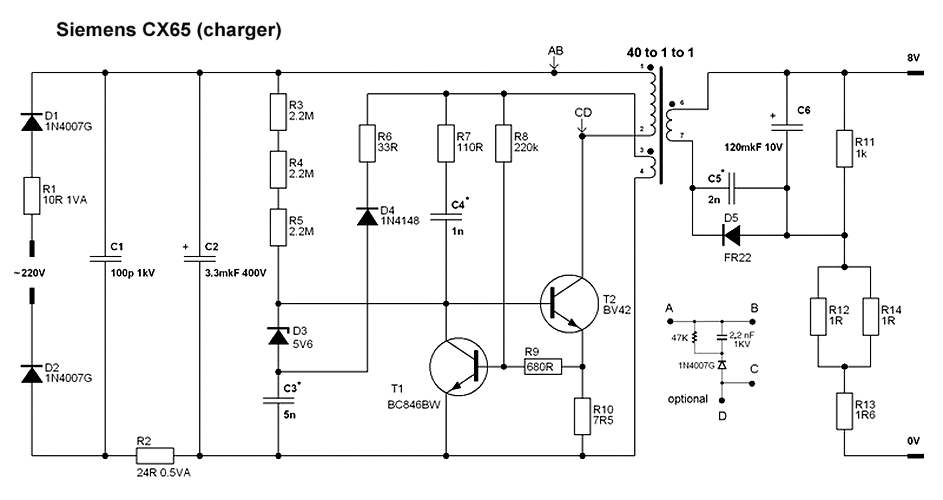 Siemens CX65 (charger)
AB
40 to 1 to 1
8V
1
D1
1N4007G
R3
2.2M
R6
33R
R7
110R
R8
220k
CD
6
C6
+
120mkF 10V
R11
1k
2
7
3
4
R4
2.2M
R1
10R 1VA
C5*
2n
R5
2.2M
D4
1N4148
C4*
1n
D5
FR22
~220V
C1
100p 1kV
+
C2
3.3mkF 400V
T2
BV42
R12
1R
R14
1R
A
B
47K
2,2 nF
1KV
D3
5V6
R9
680R
1N4007G
C
D2
1N4007G
C3*
5n
T1
BC846BW
optional
D
R10
7R5
R13
1R6
R2
24R 0.5VA
0V